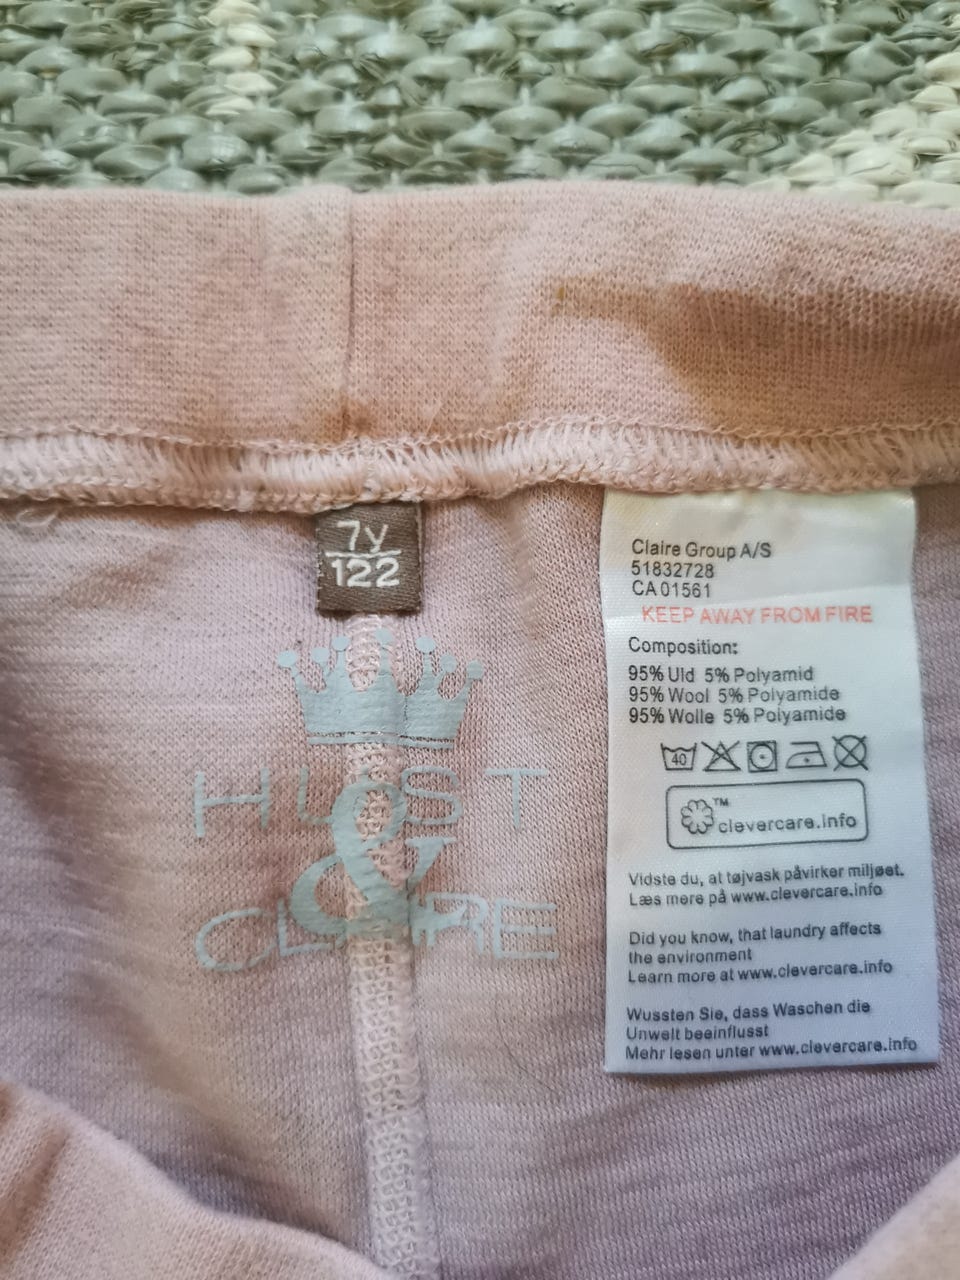 7y
122
HUST
&
CLAIRE
Claire Group A/S
51832728
CA01561
KEEP AWAY FROM FIRE
Composition:
95% Uld 5% Polyamid
95% Wool 5% Polyamide
95% Wolle 5% Polyamide
40
™
clevercare.info
Vidste du, at tøjvask påvirker miljøet.
Læs mere på www.clevercare.info
Did you know, that laundry affects
the environment
Learn more at www.clevercare.info
Wussten Sie, dass Waschen die
Unwelt beeinflusst
Mehr lesen unter www.clevercare.info